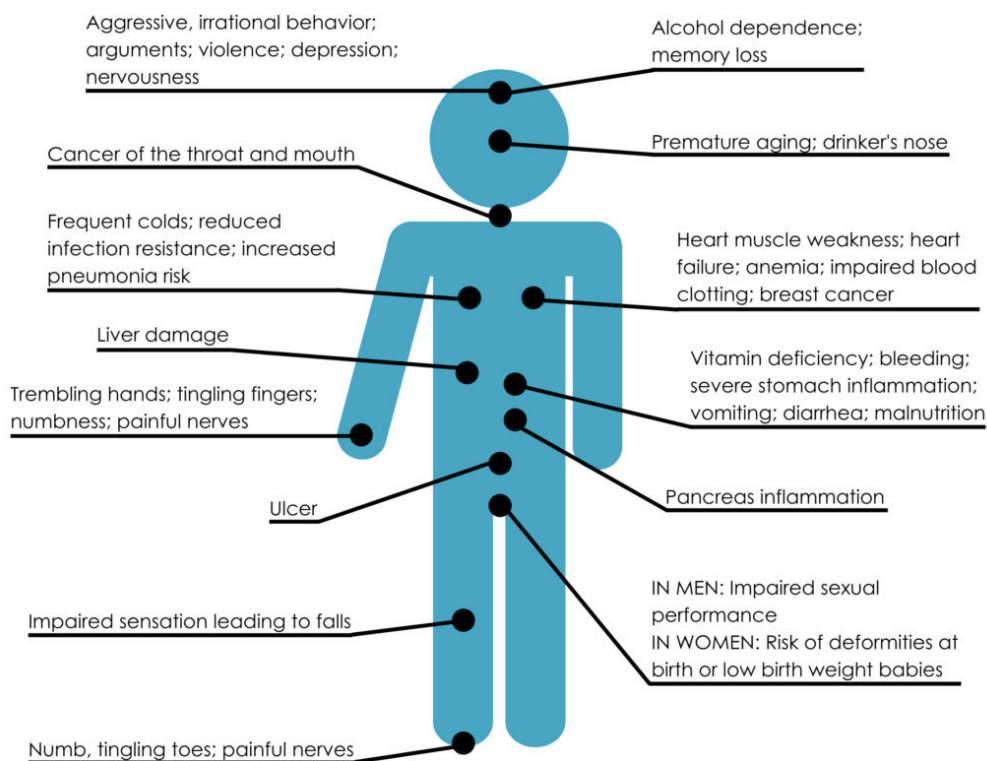 Aggressive, irrational behavior;
arguments; violence; depression;
nervousness
Alcohol dependence;
memory loss
Cancer of the throat and mouth
Premature aging; drinker's nose
Frequent colds; reduced
infection resistance; increased
pneumonia risk
Heart muscle weakness; heart
failure; anemia; impaired blood
clotting; breast cancer
Liver damage
Vitamin deficiency; bleeding;
severe stomach inflammation;
vomiting; diarrhea; malnutrition
Trembling hands; tingling fingers;
numbness; painful nerves
Ulcer
Pancreas inflammation
IN MEN: Impaired sexual
performance
IN WOMEN: Risk of deformities at
birth or low birth weight babies
Impaired sensation leading to falls
Numb, tingling toes; painful nerves